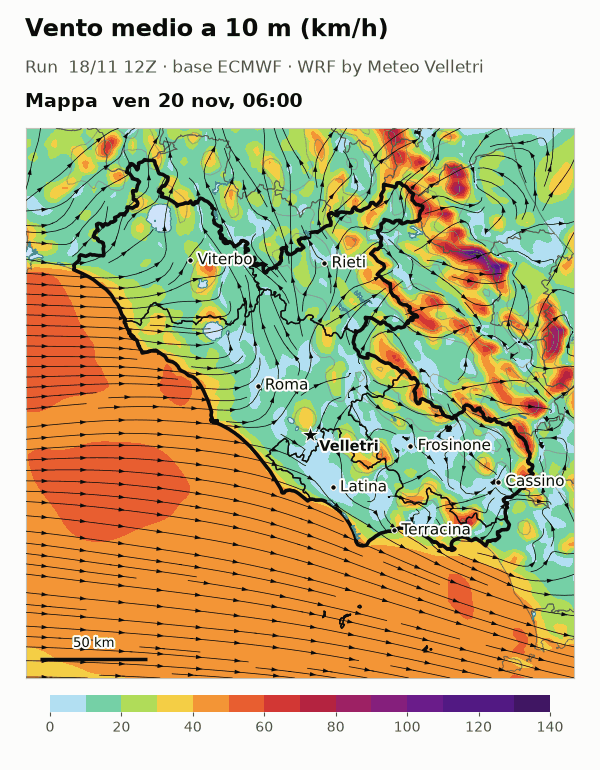 Vento medio a 10 m (km/h)
Run  18/11 12Z · base ECMWF · WRF by Meteo Velletri
Mappa  ven 20 nov, 06:00
Viterbo
Rieti
Roma
Velletri
Frosinone
Latina
Cassino
Terracina
50 km
0 20 40 60 80 100 120 140